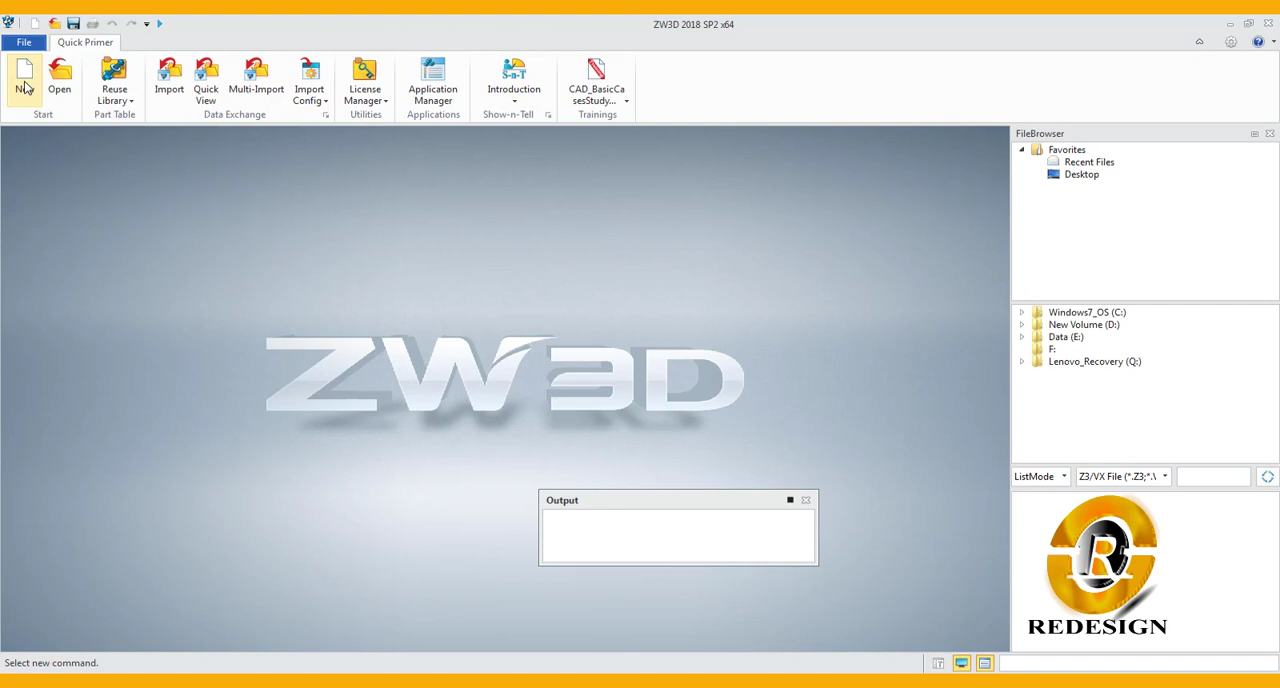 ZW3D 2018 SP2 x64
File
Quick Primer
New
Open
Reuse
Library
Import
Quick
View
Multi-Import
Import
Config
License
Manager
Application
Manager
Introduction
CAD_BasicCa
sesStudy...
Start
Part Table
Data Exchange
Utilities
Applications
Show-n-Tell
Trainings
FileBrowser
Favorites
Recent Files
Desktop
ZW3D
Windows7_OS (C:)
New Volume (D:)
Data (E:)
F:
Lenovo_Recovery (Q:)
ListMode
Z3/VX File (*.Z3;*.\
Output
R
REDESIGN
Select new command.